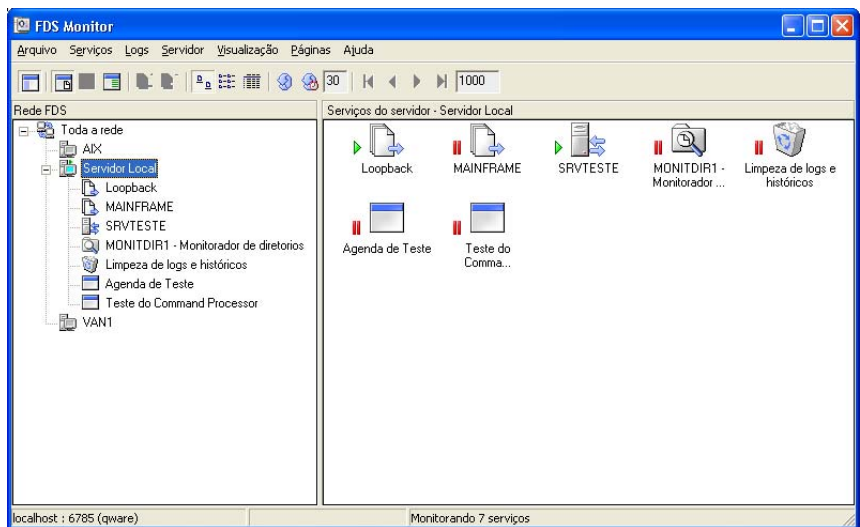 FDS Monitor
Arquivo Serviços Logs Servidor Visualização Páginas Ajuda
30 1000
Rede FDS
Toda a rede
AIX
Servidor Local
Loopback
MAINFRAME
SRVTESTE
MONITDIR1 - Monitorador de diretorios
Limpeza de logs e históricos
Agenda de Teste
Teste do Command Processor
VAN1
Serviços do servidor - Servidor Local
Loopback
MAINFRAME
SRVTESTE
MONITDIR1 -
Monitorador ...
Limpeza de logs e
históricos
Agenda de Teste
Teste do
Comma...
localhost : 6785 (qware)
Monitorando 7 serviços